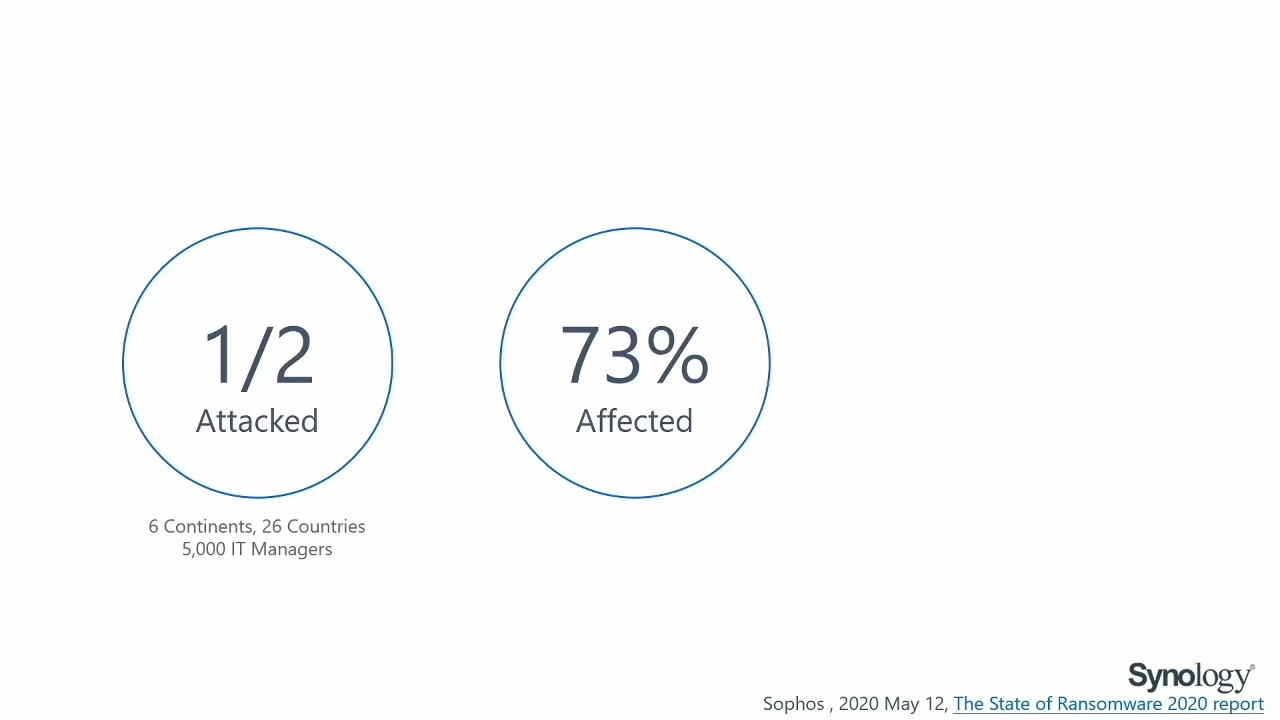 1/2
Attacked
73%
Affected
6 Continents, 26 Countries
5,000 IT Managers
Synology®
Sophos , 2020 May 12, The State of Ransomware 2020 report